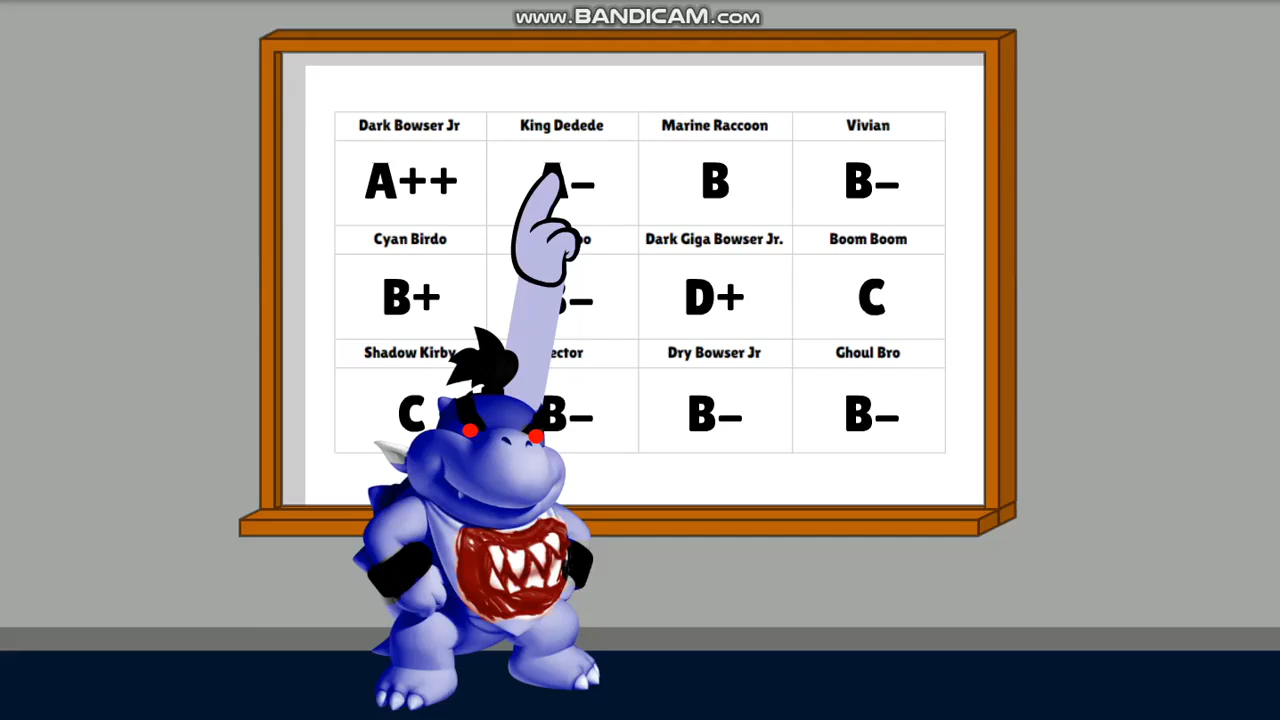 www.BANDICAM.com
Dark Bowser Jr King Dedede Marine Raccoon Vivian
A++ A- B B-
Cyan Birdo Dark Giga Bowser Jr. Boom Boom
B+ D+ C
Shadow Kirby Dry Bowser Jr Ghoul Bro
C B- B- B-